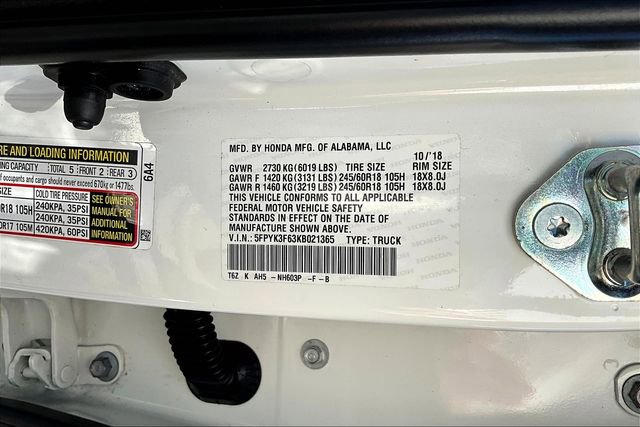 RE AND LOADING INFORMATION
NG CAPACITY : TOTAL 5 : FRONT 2 : REAR 3
of occupants and cargo should never exceed 670kg or 1477lbs.
SIZE COLD TIRE PRESSURE
R18 105H 240KPA, 35PSI
240KPA, 35PSI
R17 105M 420KPA, 60PSI
SEE OWNER'S
MANUAL FOR
ADDITIONAL
INFORMATION
6A4
MFD. BY HONDA MFG. OF ALABAMA, LLC
10/'18
GVWR 2730 KG(6019 LBS) TIRE SIZE RIM SIZE
GAWR F 1420 KG(3131 LBS) 245/60R18 105H 18X8.0J
GAWR R 1460 KG(3219 LBS) 245/60R18 105H 18X8.0J
THIS VEHICLE CONFORMS TO ALL APPLICABLE
FEDERAL MOTOR VEHICLE SAFETY
STANDARDS IN EFFECT ON THE DATE OF
MANUFACTURE SHOWN ABOVE.
V.I.N.: 5FPYK3F63KB021365 TYPE: TRUCK
T6Z K AH5 - NH603P -F -B